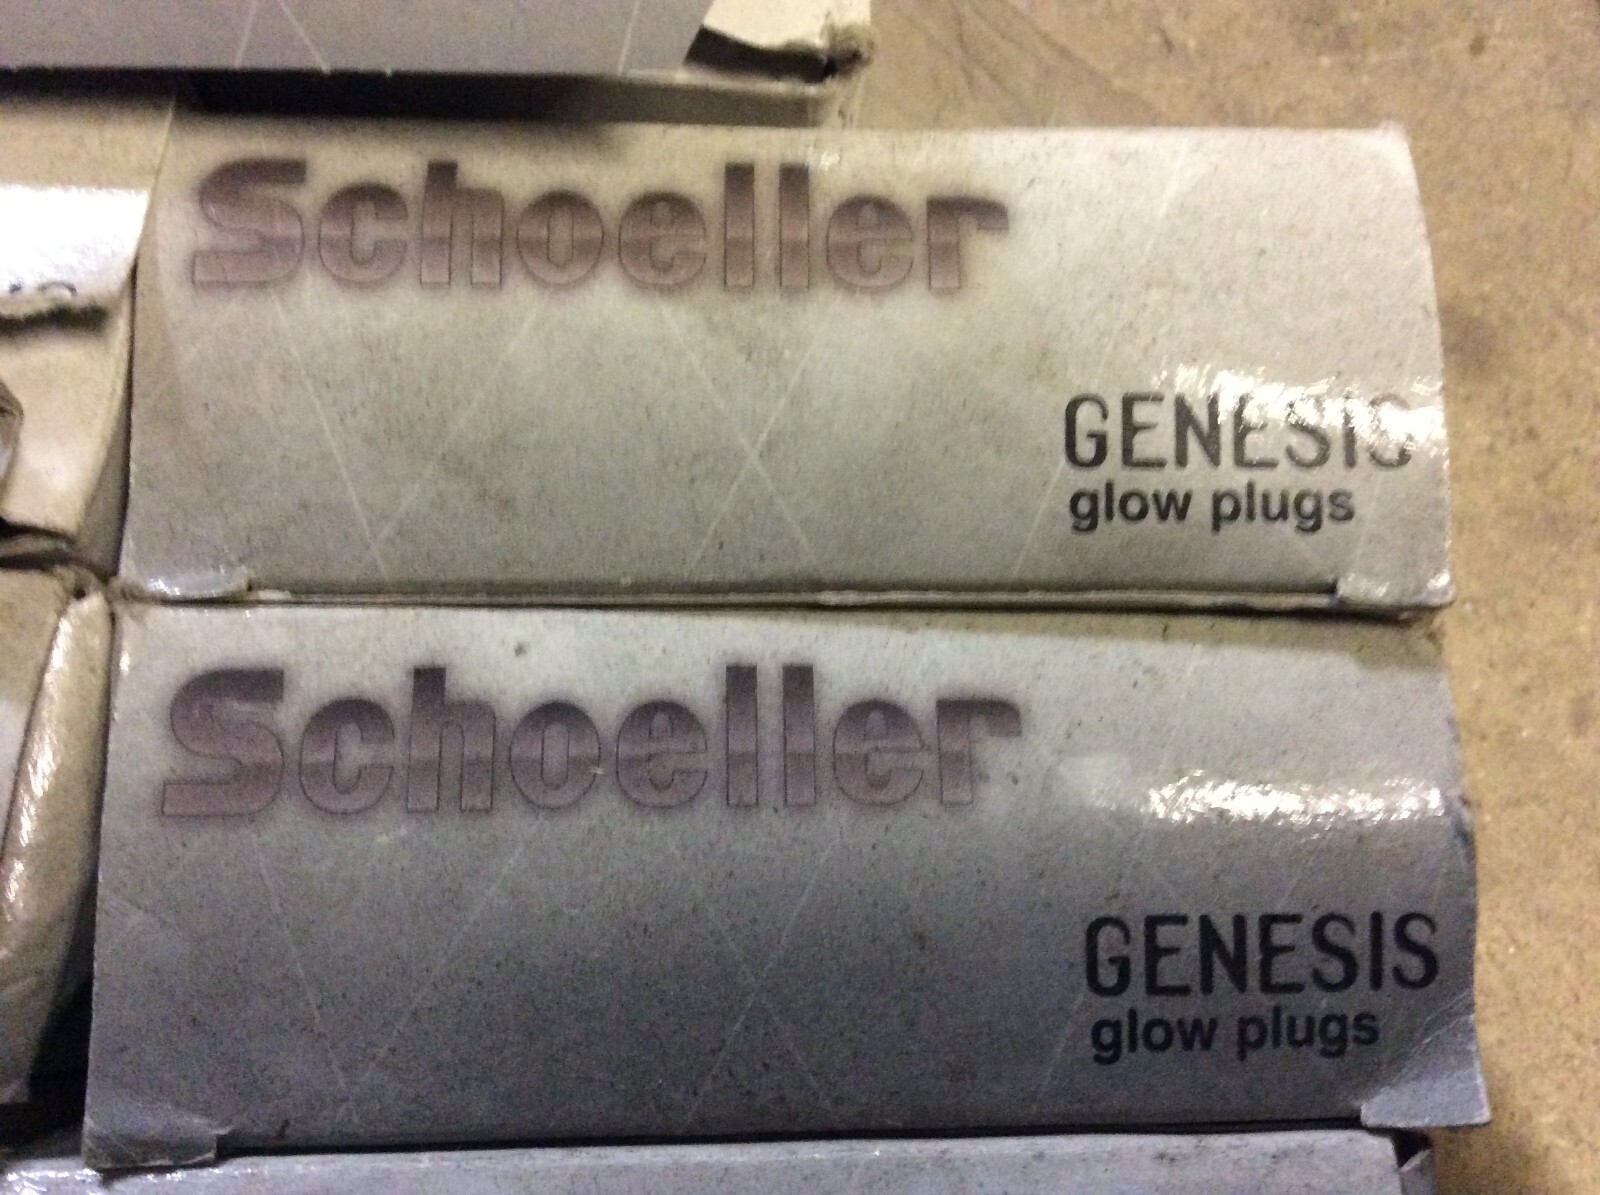 Schoeller
GENESIS
glow plugs
Schoeller
GENESIS
glow plugs